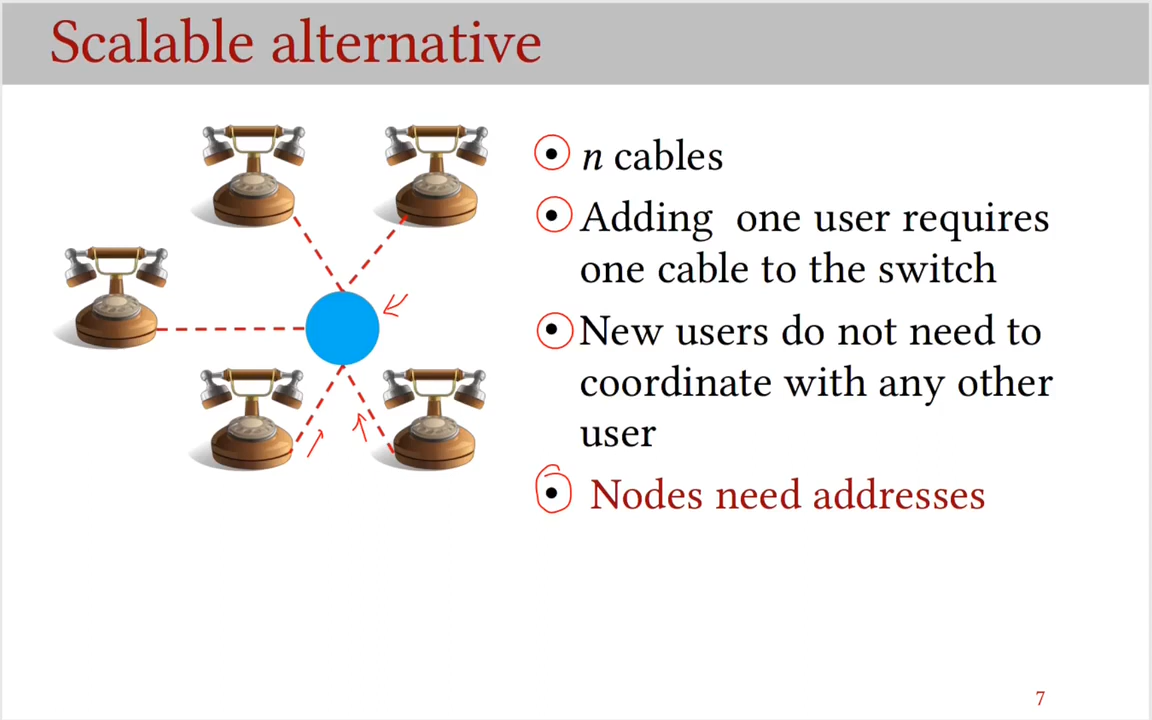 Scalable alternative
• n cables
• Adding one user requires
one cable to the switch
• New users do not need to
coordinate with any other
user
• Nodes need addresses
7